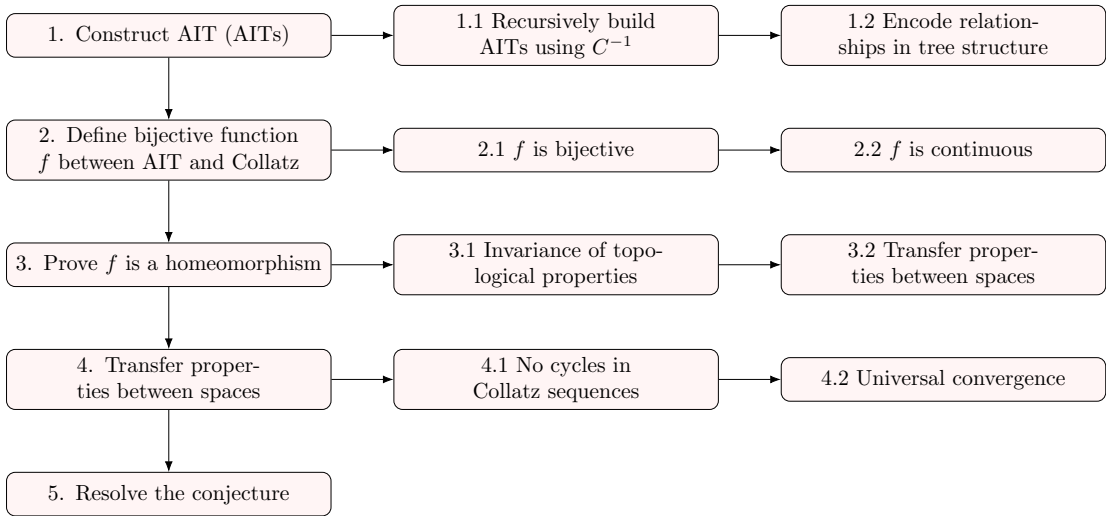 1. Construct AIT (AITs)
1.1 Recursively build
AITs using C⁻¹
1.2 Encode relation-
ships in tree structure
2. Define bijective function
f between AIT and Collatz
2.1 f is bijective
2.2 f is continuous
3. Prove f is a homeomorphism
3.1 Invariance of topo-
logical properties
3.2 Transfer proper-
ties between spaces
4. Transfer proper-
ties between spaces
4.1 No cycles in
Collatz sequences
4.2 Universal convergence
5. Resolve the conjecture